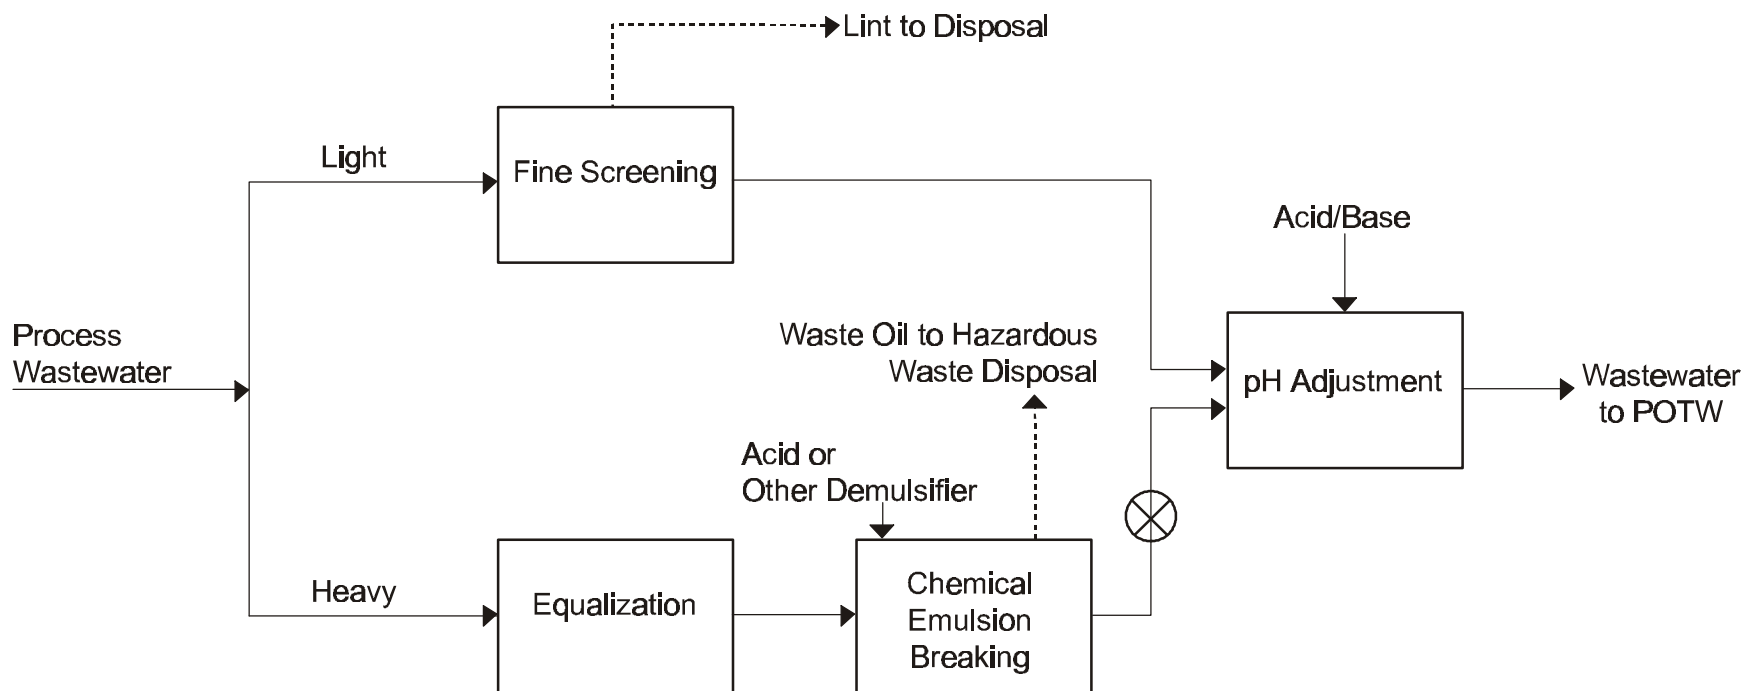 Lint to Disposal
Light
Fine Screening
Acid/Base
Process
Wastewater
Waste Oil to Hazardous
Waste Disposal
pH Adjustment
Wastewater
to POTW
Acid or
Other Demulsifier
Heavy
Equalization
Chemical
Emulsion
Breaking